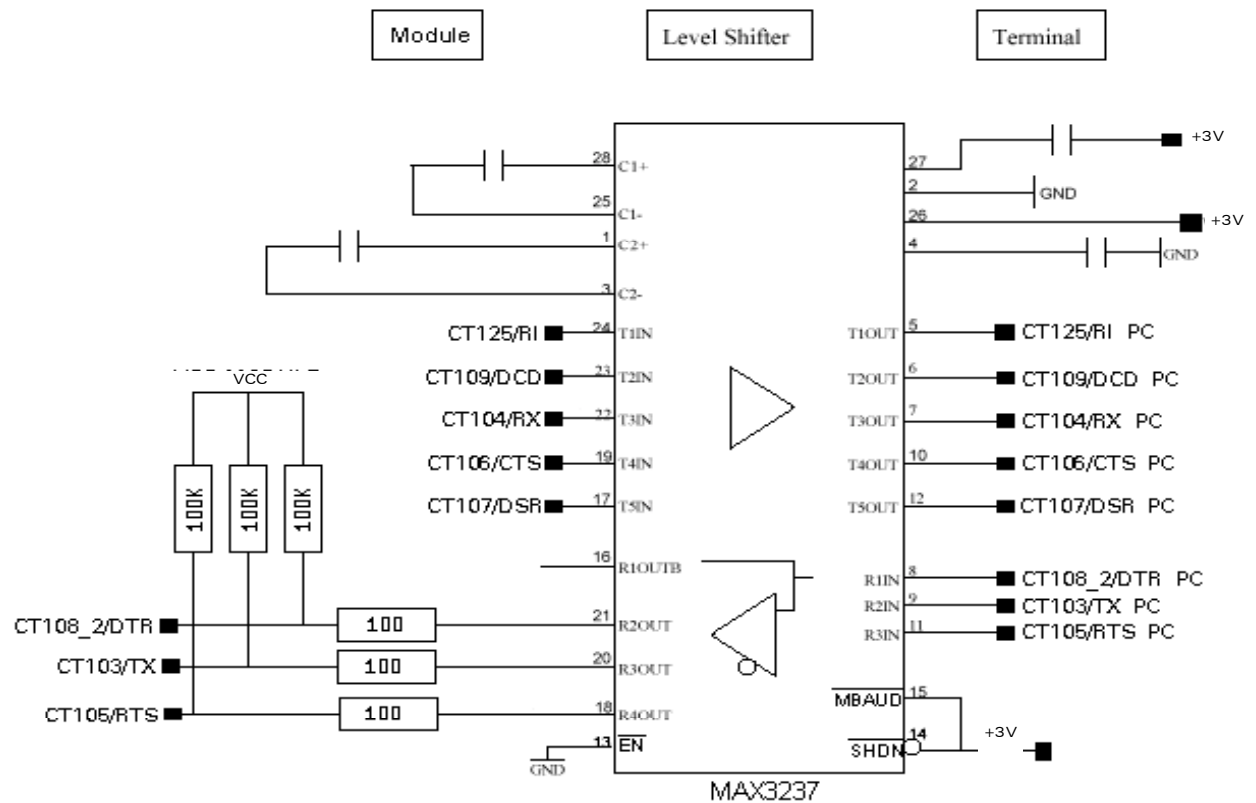 Module Level Shifter Terminal
28 C1+ 27 +3V
25 C1- 2 GND
1 C2+ 26 +3V
3 C2- 4 GND
CT125/RI 24 T1IN T1OUT 5 CT125/RI PC
CT109/DCD 23 T2IN T2OUT 6 CT109/DCD PC
CT104/RX 22 T3IN T3OUT 7 CT104/RX PC
CT106/CTS 19 T4IN T4OUT 10 CT106/CTS PC
CT107/DSR 17 T5IN T5OUT 12 CT107/DSR PC
VCC
100K 100K 100K
16 R1OUTB R1IN 8 CT108_2/DTR PC
R2IN 9 CT103/TX PC
R3IN 11 CT105/RTS PC
CT108_2/DTR 100 21 R2OUT
CT103/TX 100 20 R3OUT
CT105/RTS 100 18 R4OUT
MBAUD 15
GND 13 EN SHDN 14 +3V
MAX3237